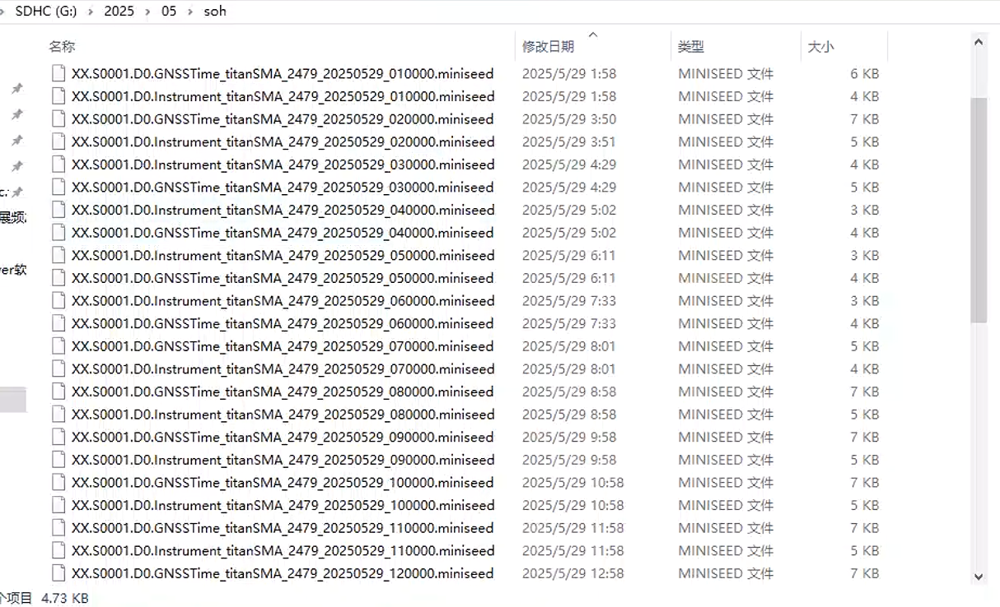 SDHC (G:) › 2025 › 05 › soh
名称 修改日期 类型 大小
XX.S0001.D0.GNSSTime_titanSMA_2479_20250529_010000.miniseed 2025/5/29 1:58 MINISEED 文件 6 KB
XX.S0001.D0.Instrument_titanSMA_2479_20250529_010000.miniseed 2025/5/29 1:58 MINISEED 文件 4 KB
XX.S0001.D0.GNSSTime_titanSMA_2479_20250529_020000.miniseed 2025/5/29 3:50 MINISEED 文件 7 KB
XX.S0001.D0.Instrument_titanSMA_2479_20250529_020000.miniseed 2025/5/29 3:51 MINISEED 文件 5 KB
XX.S0001.D0.Instrument_titanSMA_2479_20250529_030000.miniseed 2025/5/29 4:29 MINISEED 文件 4 KB
c:
XX.S0001.D0.GNSSTime_titanSMA_2479_20250529_030000.miniseed 2025/5/29 4:29 MINISEED 文件 5 KB
XX.S0001.D0.Instrument_titanSMA_2479_20250529_040000.miniseed 2025/5/29 5:02 MINISEED 文件 3 KB
展频
XX.S0001.D0.GNSSTime_titanSMA_2479_20250529_040000.miniseed 2025/5/29 5:02 MINISEED 文件 4 KB
XX.S0001.D0.Instrument_titanSMA_2479_20250529_050000.miniseed 2025/5/29 6:11 MINISEED 文件 3 KB
ver软
XX.S0001.D0.GNSSTime_titanSMA_2479_20250529_050000.miniseed 2025/5/29 6:11 MINISEED 文件 4 KB
XX.S0001.D0.Instrument_titanSMA_2479_20250529_060000.miniseed 2025/5/29 7:33 MINISEED 文件 3 KB
XX.S0001.D0.GNSSTime_titanSMA_2479_20250529_060000.miniseed 2025/5/29 7:33 MINISEED 文件 4 KB
XX.S0001.D0.GNSSTime_titanSMA_2479_20250529_070000.miniseed 2025/5/29 8:01 MINISEED 文件 5 KB
XX.S0001.D0.Instrument_titanSMA_2479_20250529_070000.miniseed 2025/5/29 8:01 MINISEED 文件 4 KB
XX.S0001.D0.GNSSTime_titanSMA_2479_20250529_080000.miniseed 2025/5/29 8:58 MINISEED 文件 7 KB
XX.S0001.D0.Instrument_titanSMA_2479_20250529_080000.miniseed 2025/5/29 8:58 MINISEED 文件 5 KB
XX.S0001.D0.GNSSTime_titanSMA_2479_20250529_090000.miniseed 2025/5/29 9:58 MINISEED 文件 7 KB
XX.S0001.D0.Instrument_titanSMA_2479_20250529_090000.miniseed 2025/5/29 9:58 MINISEED 文件 5 KB
XX.S0001.D0.GNSSTime_titanSMA_2479_20250529_100000.miniseed 2025/5/29 10:58 MINISEED 文件 7 KB
XX.S0001.D0.Instrument_titanSMA_2479_20250529_100000.miniseed 2025/5/29 10:58 MINISEED 文件 5 KB
XX.S0001.D0.GNSSTime_titanSMA_2479_20250529_110000.miniseed 2025/5/29 11:58 MINISEED 文件 7 KB
XX.S0001.D0.Instrument_titanSMA_2479_20250529_110000.miniseed 2025/5/29 11:58 MINISEED 文件 5 KB
XX.S0001.D0.GNSSTime_titanSMA_2479_20250529_120000.miniseed 2025/5/29 12:58 MINISEED 文件 7 KB
个项目 4.73 KB